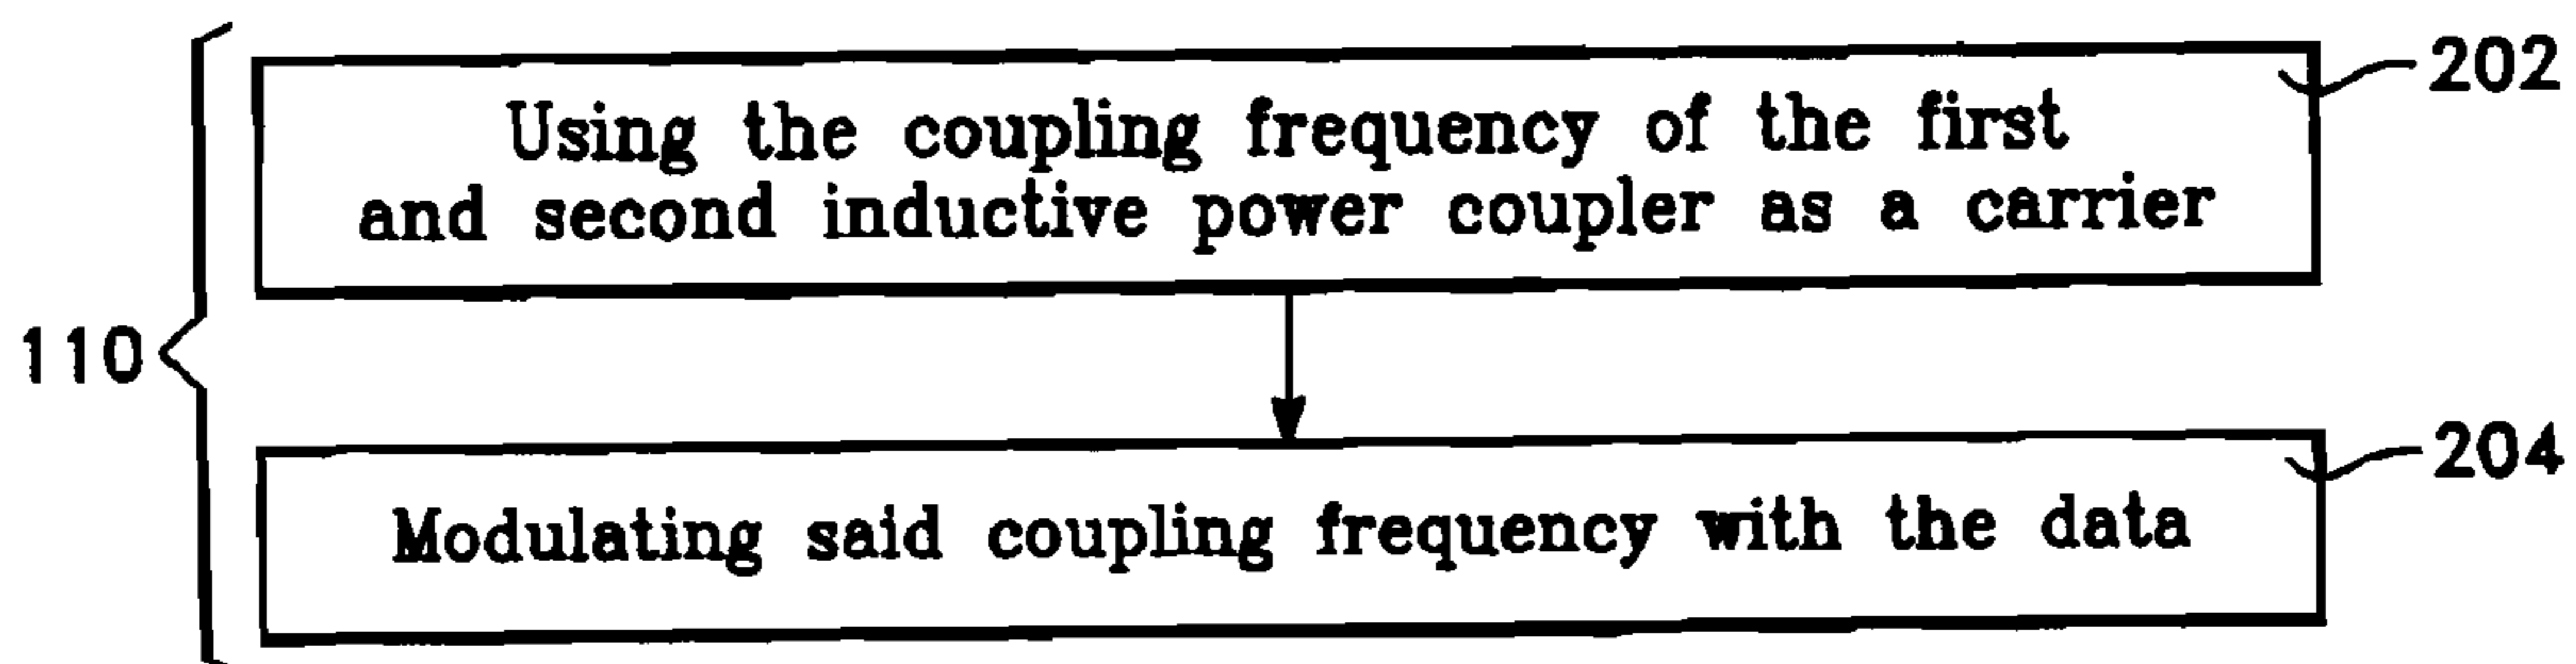 202
Using the coupling frequency of the first
and second inductive power coupler as a carrier
110
204
Modulating said coupling frequency with the data